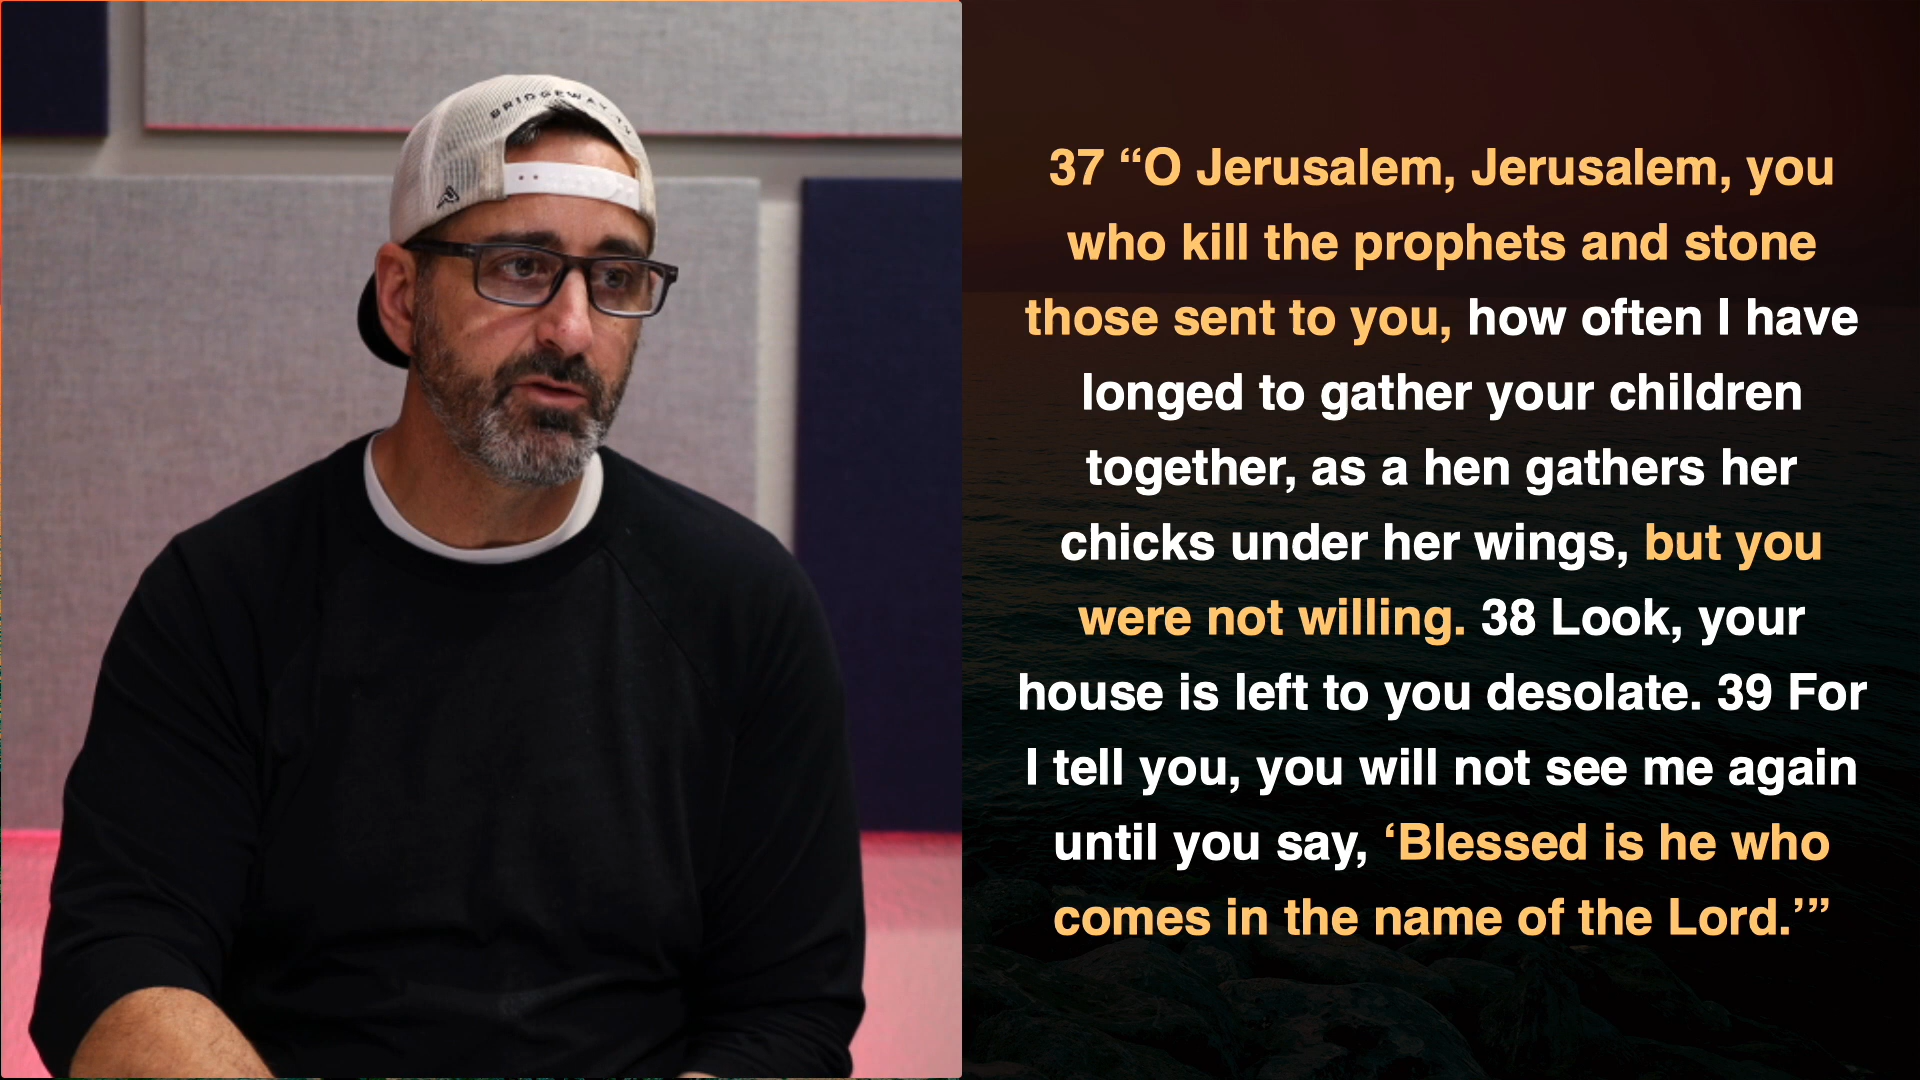 BRIDGEWAY
37 “O Jerusalem, Jerusalem, you
who kill the prophets and stone
those sent to you, how often I have
longed to gather your children
together, as a hen gathers her
chicks under her wings, but you
were not willing. 38 Look, your
house is left to you desolate. 39 For
I tell you, you will not see me again
until you say, ‘Blessed is he who
comes in the name of the Lord.’”